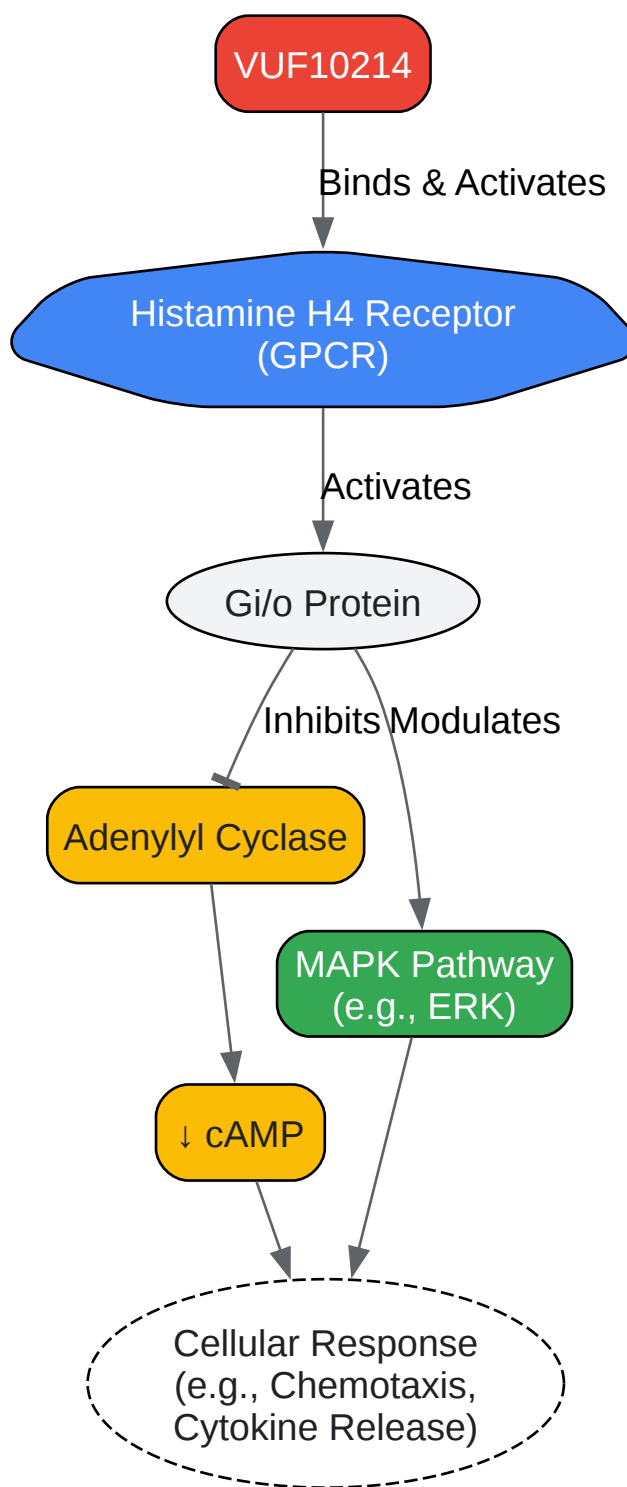 VUF10214
Binds & Activates
Histamine H4 Receptor
(GPCR)
Activates
Gi/o Protein
Inhibits
Modulates
Adenylyl Cyclase
MAPK Pathway
(e.g., ERK)
↓ cAMP
Cellular Response
(e.g., Chemotaxis,
Cytokine Release)